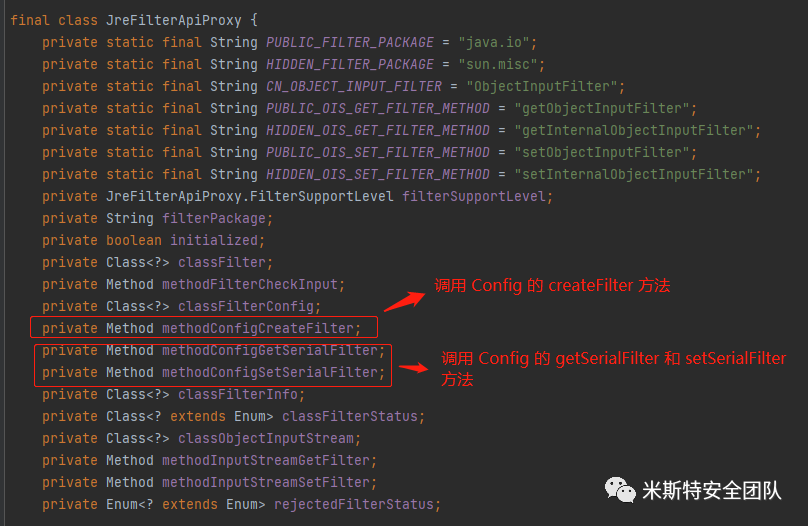 final class JreFilterApiProxy {
private static final String PUBLIC_FILTER_PACKAGE = "java.io";
private static final String HIDDEN_FILTER_PACKAGE = "sun.misc";
private static final String CN_OBJECT_INPUT_FILTER = "ObjectInputFilter";
private static final String PUBLIC_OIS_GET_FILTER_METHOD = "getObjectInputFilter";
private static final String HIDDEN_OIS_GET_FILTER_METHOD = "getInternalObjectInputFilter";
private static final String PUBLIC_OIS_SET_FILTER_METHOD = "setObjectInputFilter";
private static final String HIDDEN_OIS_SET_FILTER_METHOD = "setInternalObjectInputFilter";
private JreFilterApiProxy.FilterSupportLevel filterSupportLevel;
private String filterPackage;
private boolean initialized;
private Class<?> classFilter;
private Method methodFilterCheckInput;
调用 Config 的 createFilter 方法
private Class<?> classFilterConfig;
private Method methodConfigCreateFilter;
private Method methodConfigGetSerialFilter;
调用 Config 的 getSerialFilter 和 setSerialFilter
方法
private Method methodConfigSetSerialFilter;
private Class<?> classFilterInfo;
private Class<? extends Enum> classFilterStatus;
private Class<?> classObjectInputStream;
private Method methodInputStreamGetFilter;
private Method methodInputStreamSetFilter;
private Enum<? extends Enum> rejectedFilterStatus;
米斯特安全团队